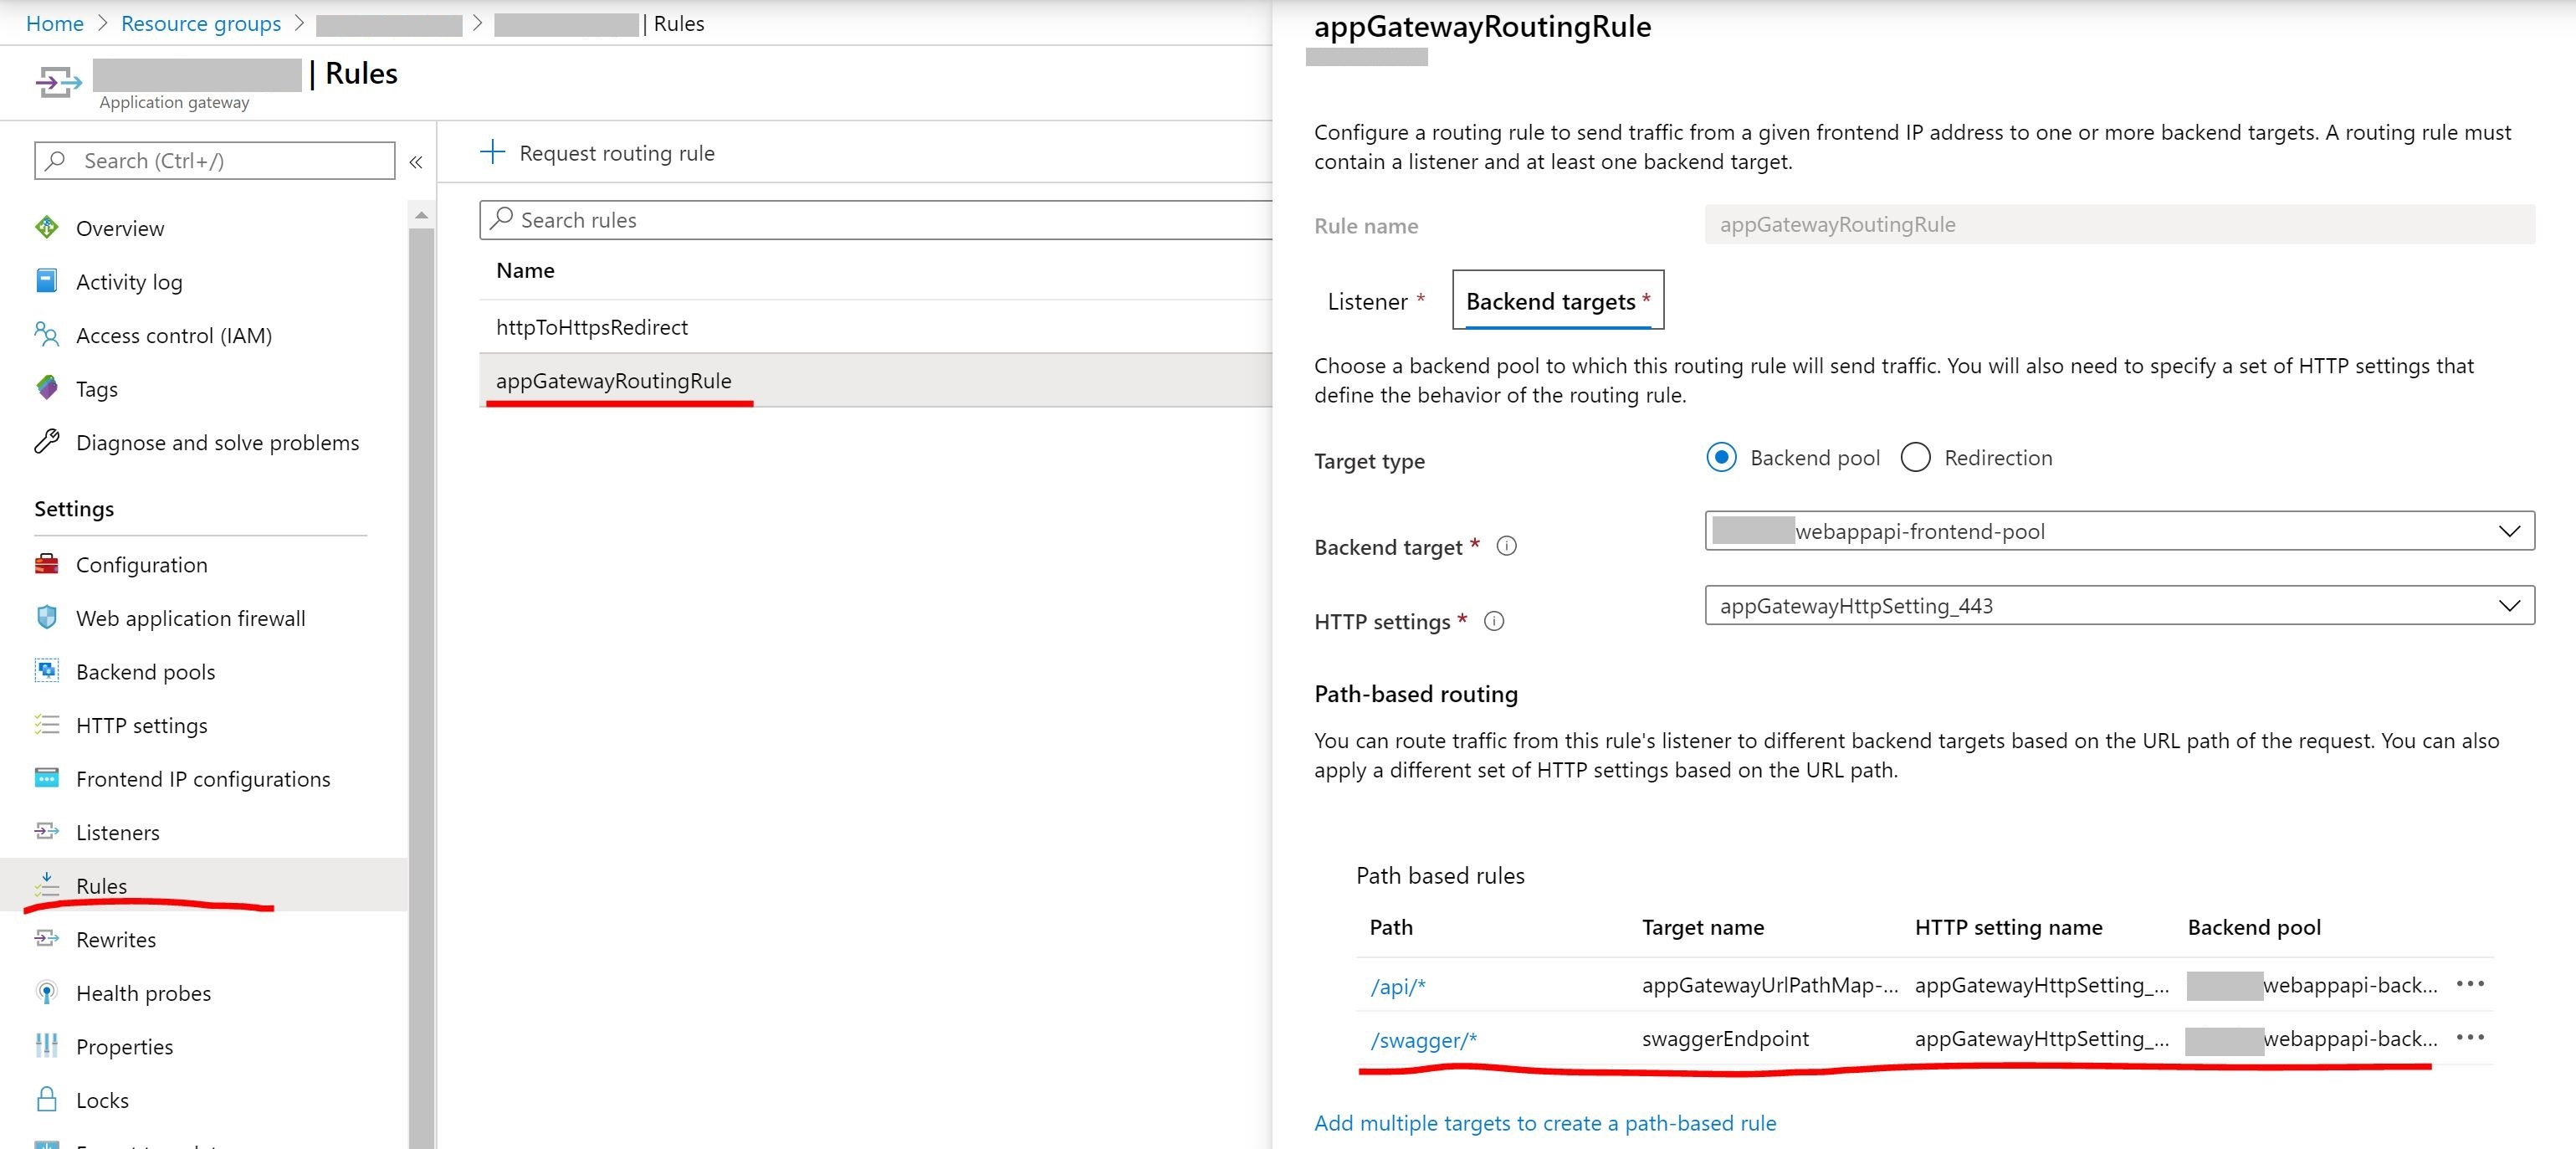 Home > Resource groups > > | Rules
| Rules
Application gateway
Search (Ctrl+/)
«
Overview
Activity log
Access control (IAM)
Tags
Diagnose and solve problems
Settings
Configuration
Web application firewall
Backend pools
HTTP settings
Frontend IP configurations
Listeners
Rules
Rewrites
Health probes
Properties
Locks
+ Request routing rule
Search rules
Name
httpToHttpsRedirect
appGatewayRoutingRule
appGatewayRoutingRule
Configure a routing rule to send traffic from a given frontend IP address to one or more backend targets. A routing rule must
contain a listener and at least one backend target.
Rule name appGatewayRoutingRule
Listener * Backend targets *
Choose a backend pool to which this routing rule will send traffic. You will also need to specify a set of HTTP settings that
define the behavior of the routing rule.
Target type Backend pool Redirection
Backend target * webappapi-frontend-pool
HTTP settings * appGatewayHttpSetting_443
Path-based routing
You can route traffic from this rule's listener to different backend targets based on the URL path of the request. You can also
apply a different set of HTTP settings based on the URL path.
Path based rules
Path Target name HTTP setting name Backend pool
/api/* appGatewayUrlPathMap-... appGatewayHttpSetting_... webappapi-back... ...
/swagger/* swaggerEndpoint appGatewayHttpSetting_... webappapi-back... ...
Add multiple targets to create a path-based rule